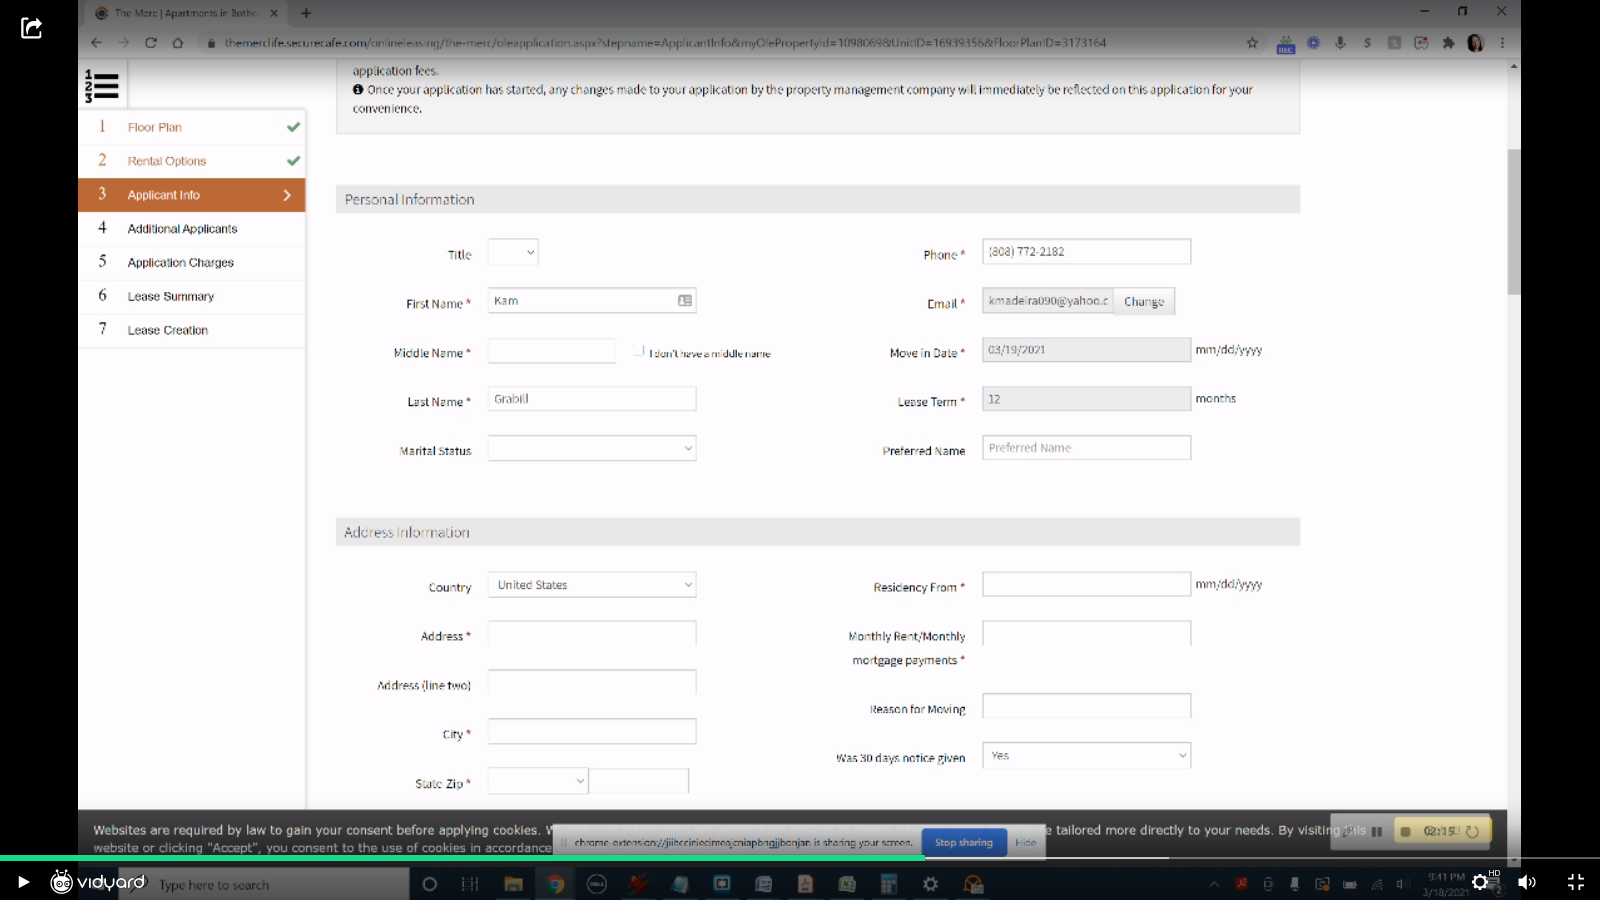 The Merc | Apartments in Bothe
themerclife.securecafe.com/onlineleasing/the-merc/oleapplication.aspx?stepname=ApplicantInfo&myOlePropertyid=1098069&UnitID=16939356&FloorPlanID=3173164
REC
application fees.
Once your application has started, any changes made to your application by the property management company will immediately be reflected on this application for your
convenience.
1 Floor Plan
2 Rental Options
3 Applicant Info
4 Additional Applicants
5 Application Charges
6 Lease Summary
7 Lease Creation
Personal Information
Title
Phone * (808) 772-2182
First Name * Kam
Email * kmadeira090@yahoo.c Change
Middle Name * I don't have a middle name
Move in Date * 03/19/2021 mm/dd/yyyy
Last Name * Grabill
Lease Term * 12 months
Marital Status
Preferred Name Preferred Name
Address Information
Country United States
Residency From * mm/dd/yyyy
Address *
Monthly Rent/Monthly
mortgage payments *
Address (line two)
Reason for Moving
City *
Was 30 days notice given Yes
State Zip *
Websites are required by law to gain your consent before applying cookies. W
e tailored more directly to your needs. By visiting this
website or clicking "Accept", you consent to the use of cookies in accordance
chrome-extension://jiihcciniecimeajcniapbngjjbonjan is sharing your screen. Stop sharing Hide
02:15
vidyard
Type here to search
9:41 PM
3/18/2021
HD
2